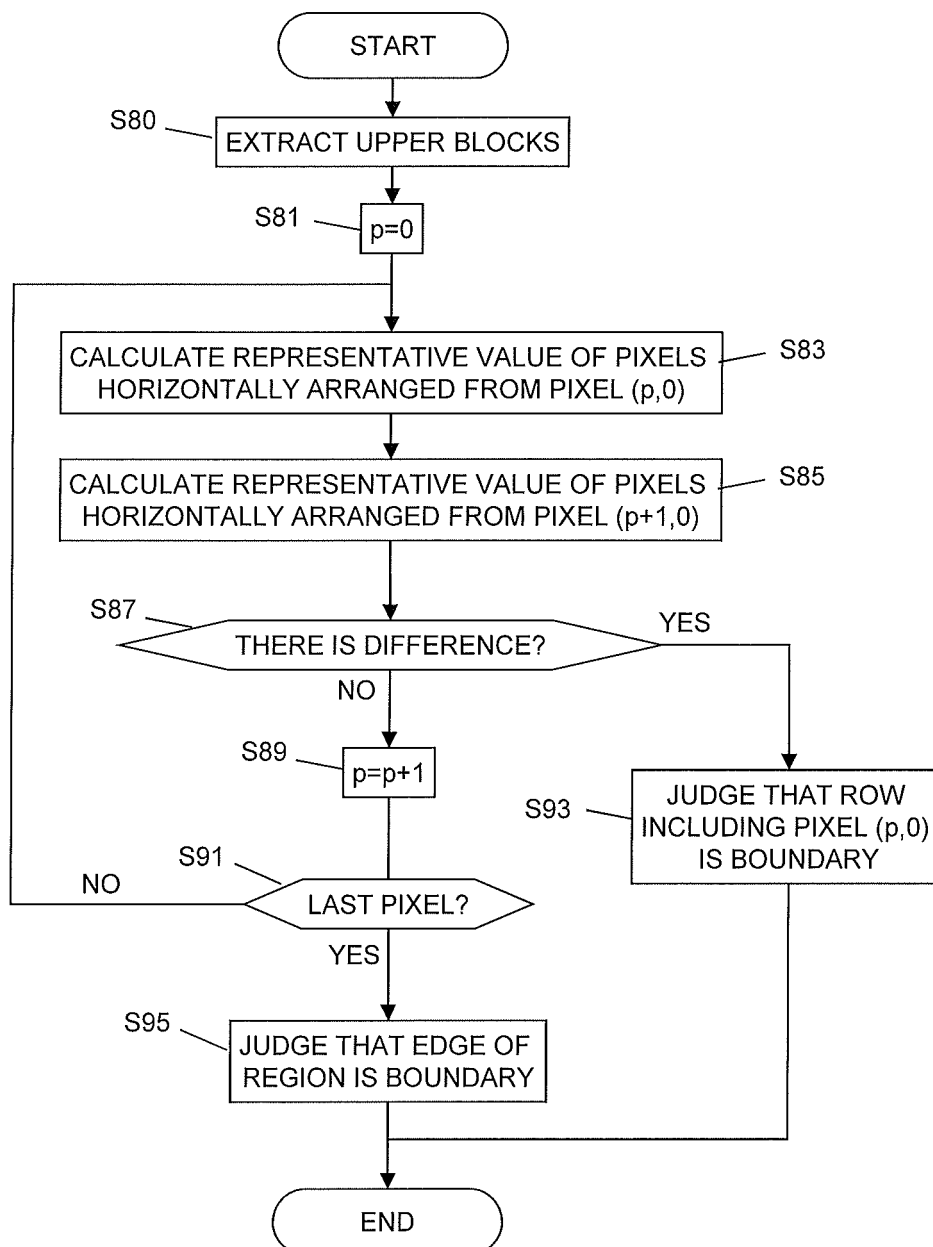 START
S80
EXTRACT UPPER BLOCKS
S81
p=0
CALCULATE REPRESENTATIVE VALUE OF PIXELS
HORIZONTALLY ARRANGED FROM PIXEL (p,0)
S83
CALCULATE REPRESENTATIVE VALUE OF PIXELS
HORIZONTALLY ARRANGED FROM PIXEL (p+1,0)
S85
S87
THERE IS DIFFERENCE?
YES
NO
S89
p=p+1
S93
JUDGE THAT ROW
INCLUDING PIXEL (p,0)
IS BOUNDARY
S91
NO
LAST PIXEL?
YES
S95
JUDGE THAT EDGE OF
REGION IS BOUNDARY
END